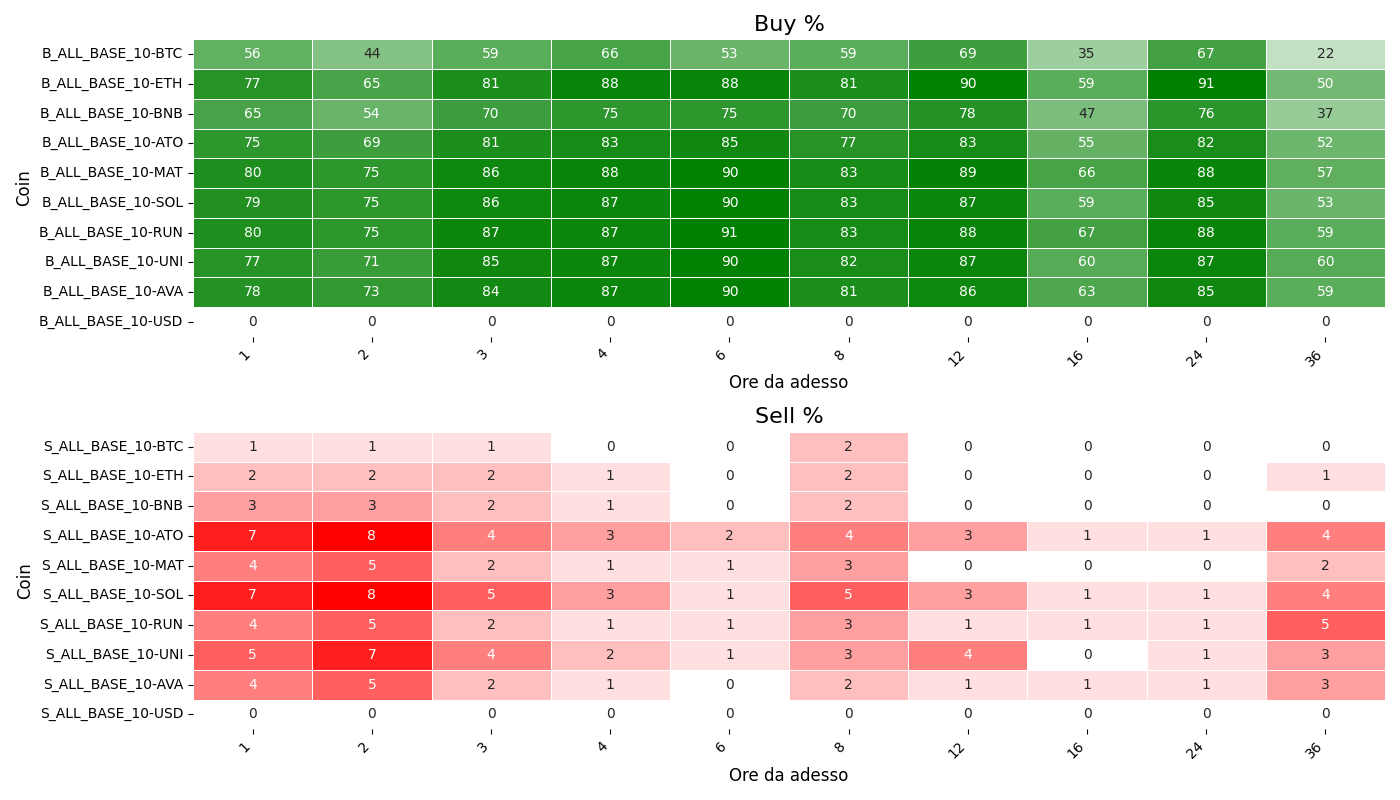 Buy %
B_ALL_BASE_10-BTC 56 44 59 66 53 59 69 35 67 22
B_ALL_BASE_10-ETH 77 65 81 88 88 81 90 59 91 50
B_ALL_BASE_10-BNB 65 54 70 75 75 70 78 47 76 37
B_ALL_BASE_10-ATO 75 69 81 83 85 77 83 55 82 52
B_ALL_BASE_10-MAT 80 75 86 88 90 83 89 66 88 57
B_ALL_BASE_10-SOL 79 75 86 87 90 83 87 59 85 53
B_ALL_BASE_10-RUN 80 75 87 87 91 83 88 67 88 59
B_ALL_BASE_10-UNI 77 71 85 87 90 82 87 60 87 60
B_ALL_BASE_10-AVA 78 73 84 87 90 81 86 63 85 59
B_ALL_BASE_10-USD 0 0 0 0 0 0 0 0 0 0
Coin
1 2 3 4 6 8 12 16 24 36
Ore da adesso
Sell %
S_ALL_BASE_10-BTC 1 1 1 0 0 2 0 0 0 0
S_ALL_BASE_10-ETH 2 2 2 1 0 2 0 0 0 1
S_ALL_BASE_10-BNB 3 3 2 1 0 2 0 0 0 0
S_ALL_BASE_10-ATO 7 8 4 3 2 4 3 1 1 4
S_ALL_BASE_10-MAT 4 5 2 1 1 3 0 0 0 2
S_ALL_BASE_10-SOL 7 8 5 3 1 5 3 1 1 4
S_ALL_BASE_10-RUN 4 5 2 1 1 3 1 1 1 5
S_ALL_BASE_10-UNI 5 7 4 2 1 3 4 0 1 3
S_ALL_BASE_10-AVA 4 5 2 1 0 2 1 1 1 3
S_ALL_BASE_10-USD 0 0 0 0 0 0 0 0 0 0
Coin
1 2 3 4 6 8 12 16 24 36
Ore da adesso